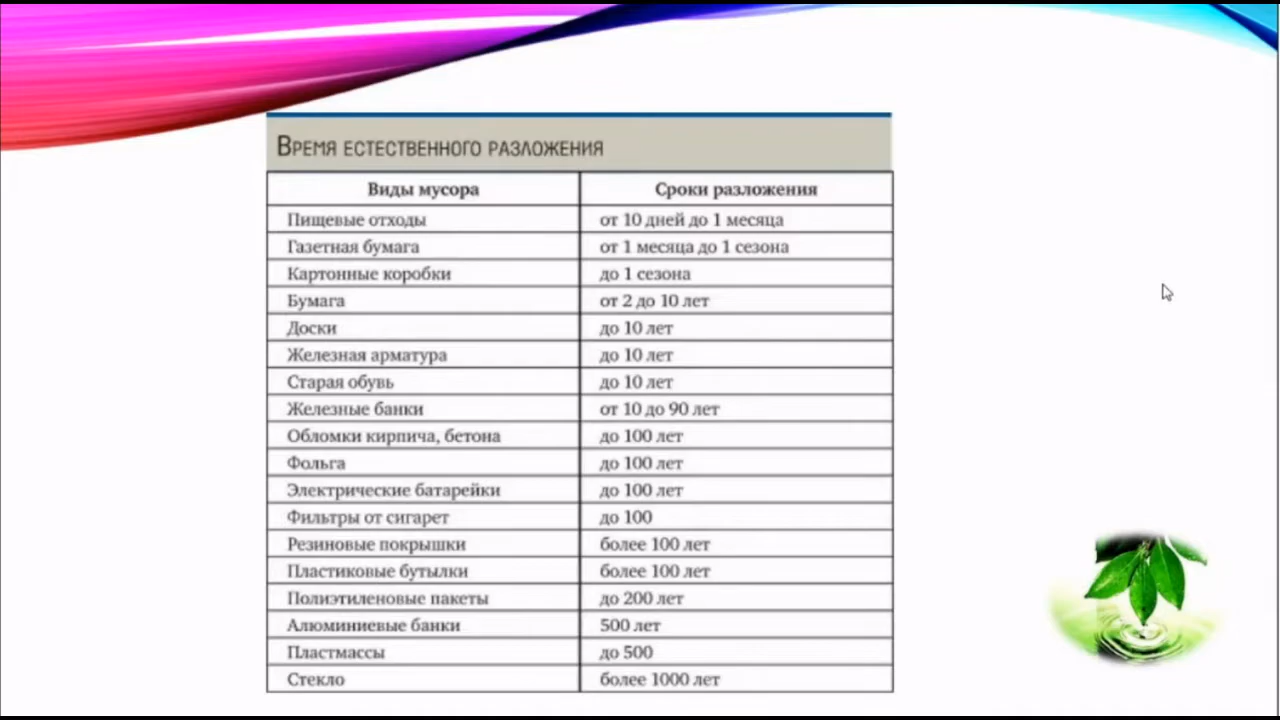 Время естественного разложения
Виды мусора Сроки разложения
Пищевые отходы от 10 дней до 1 месяца
Газетная бумага от 1 месяца до 1 сезона
Картонные коробки до 1 сезона
Бумага от 2 до 10 лет
Доски до 10 лет
Железная арматура до 10 лет
Старая обувь до 10 лет
Железные банки от 10 до 90 лет
Обломки кирпича, бетона до 100 лет
Фольга до 100 лет
Электрические батарейки до 100 лет
Фильтры от сигарет до 100
Резиновые покрышки более 100 лет
Пластиковые бутылки более 100 лет
Полиэтиленовые пакеты до 200 лет
Алюминиевые банки 500 лет
Пластмассы до 500
Стекло более 1000 лет